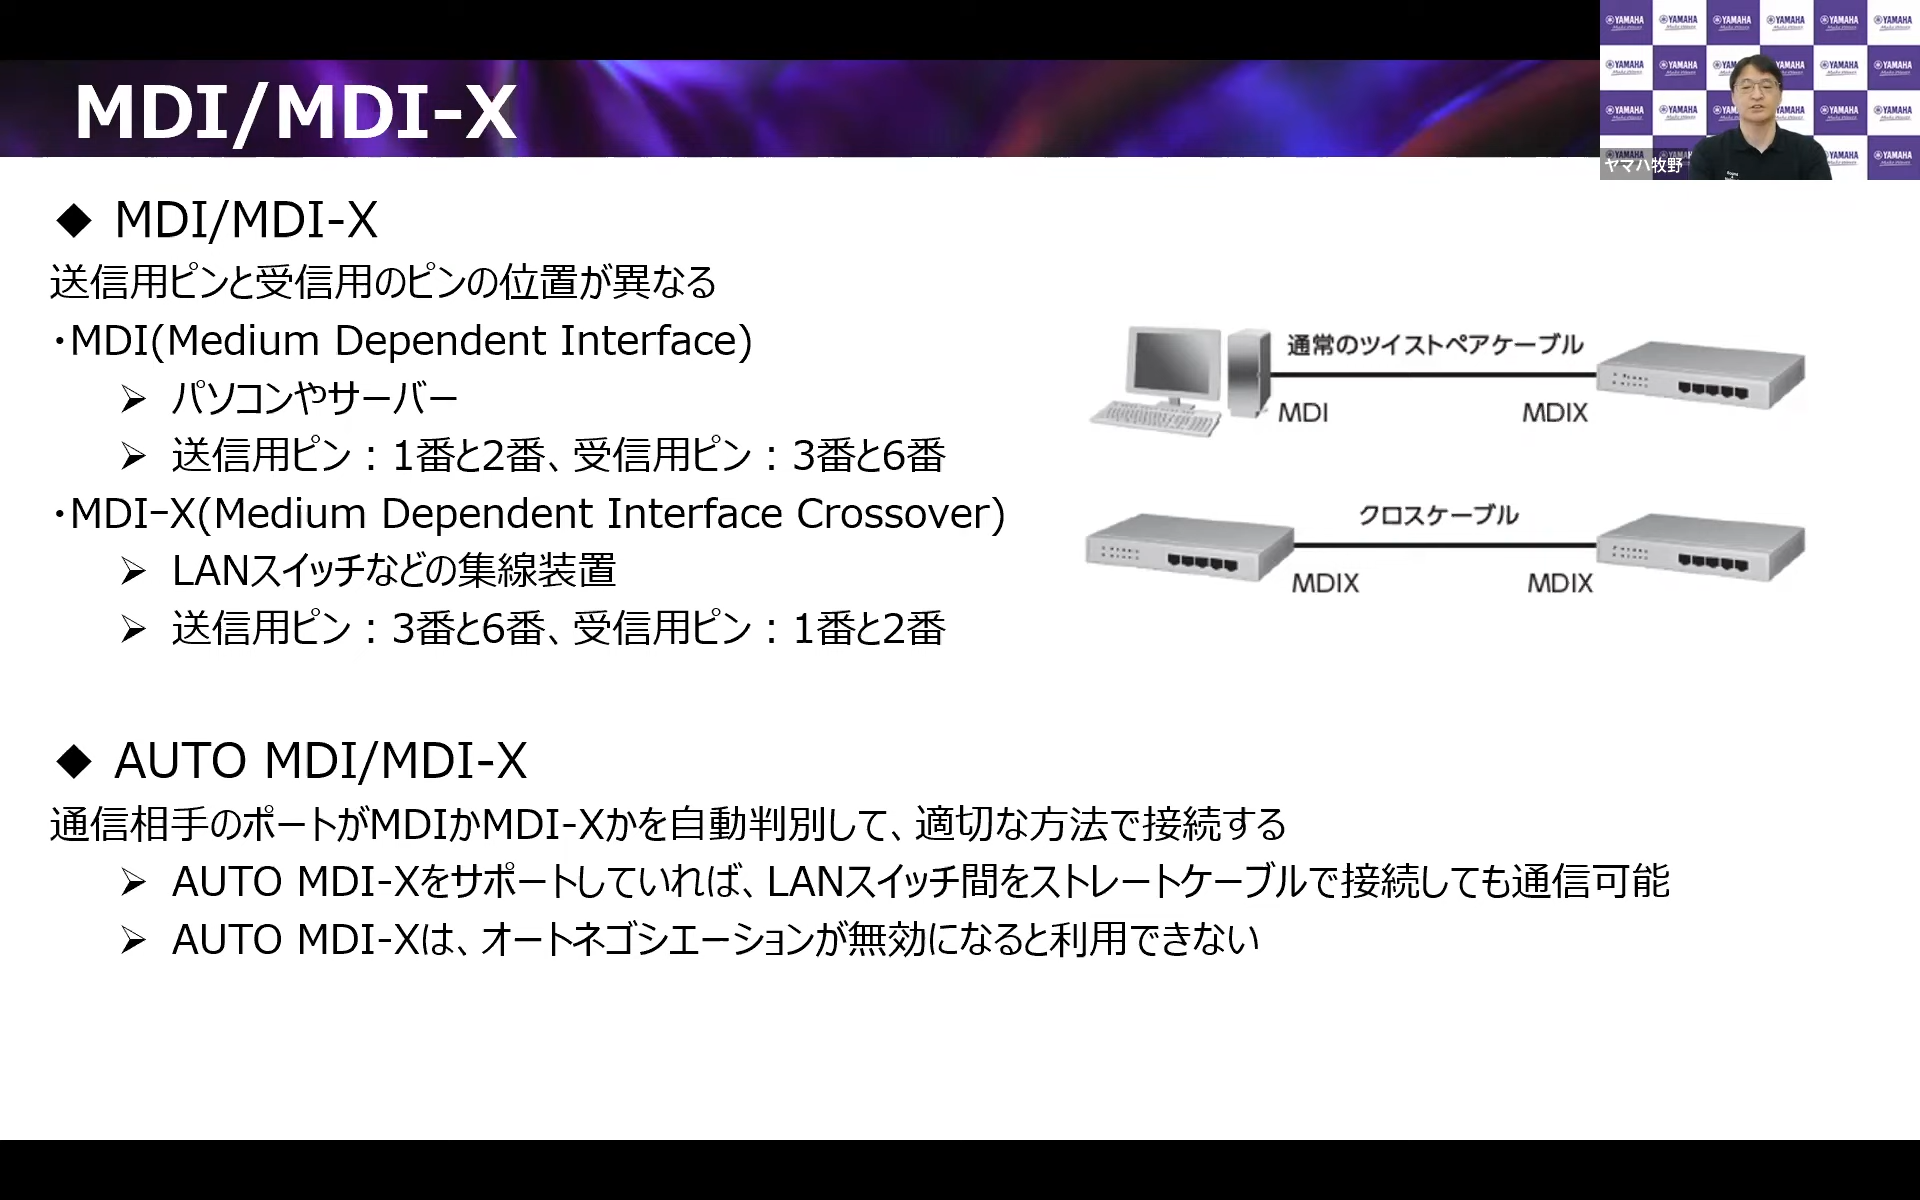 MDI/MDI-X
YAMAHA
ヤマハ牧野
◆ MDI/MDI-X
送信用ピンと受信用のピンの位置が異なる
・MDI(Medium Dependent Interface)
➢ パソコンやサーバー
➢ 送信用ピン：1番と2番、受信用ピン：3番と6番
・MDI-X(Medium Dependent Interface Crossover)
➢ LANスイッチなどの集線装置
➢ 送信用ピン：3番と6番、受信用ピン：1番と2番
通常のツイストペアケーブル
MDI
MDIX
クロスケーブル
MDIX
MDIX
◆ AUTO MDI/MDI-X
通信相手のポートがMDIかMDI-Xかを自動判別して、適切な方法で接続する
➢ AUTO MDI-Xをサポートしていれば、LANスイッチ間をストレートケーブルで接続しても通信可能
➢ AUTO MDI-Xは、オートネゴシエーションが無効になると利用できない